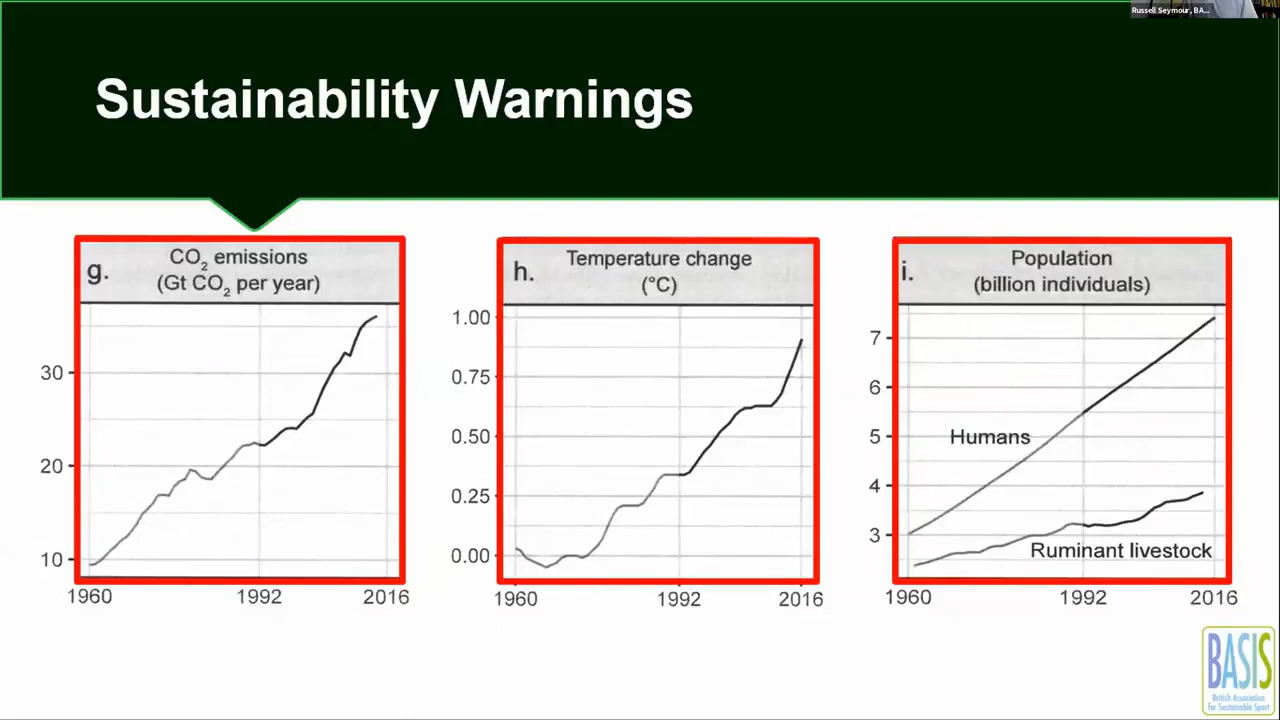 Russell Seymour, BA...
Sustainability Warnings
g.
CO₂ emissions
(Gt CO₂ per year)
30
20
10
1960
1992
2016
h.
Temperature change
(°C)
1.00
0.75
0.50
0.25
0.00
1960
1992
2016
i.
Population
(billion individuals)
7
6
5
4
3
Humans
Ruminant livestock
1960
1992
2016
BASIS
British Association
For Sustainable Sport